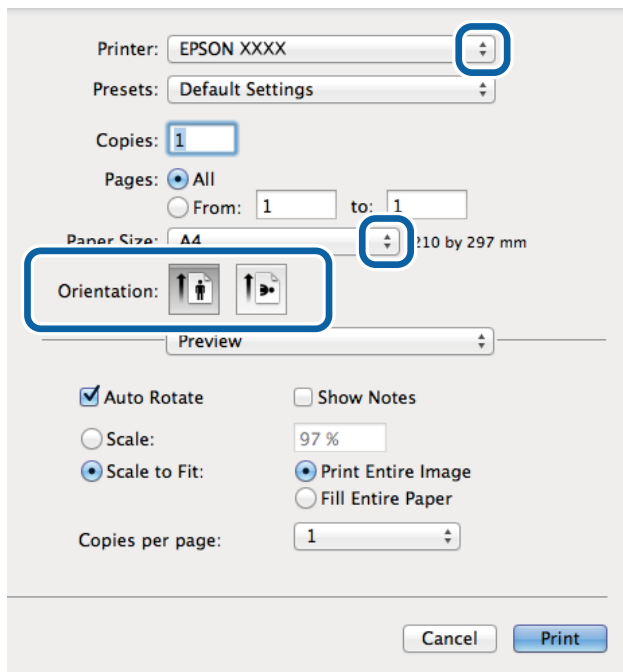 Printer: EPSON XXXX
Presets: Default Settings
Copies: 1
Pages: All
From: 1 to: 1
Paper Size: A4 210 by 297 mm
Orientation:
Preview
Auto Rotate Show Notes
Scale: 97 %
Scale to Fit: Print Entire Image
Fill Entire Paper
Copies per page: 1
Cancel Print